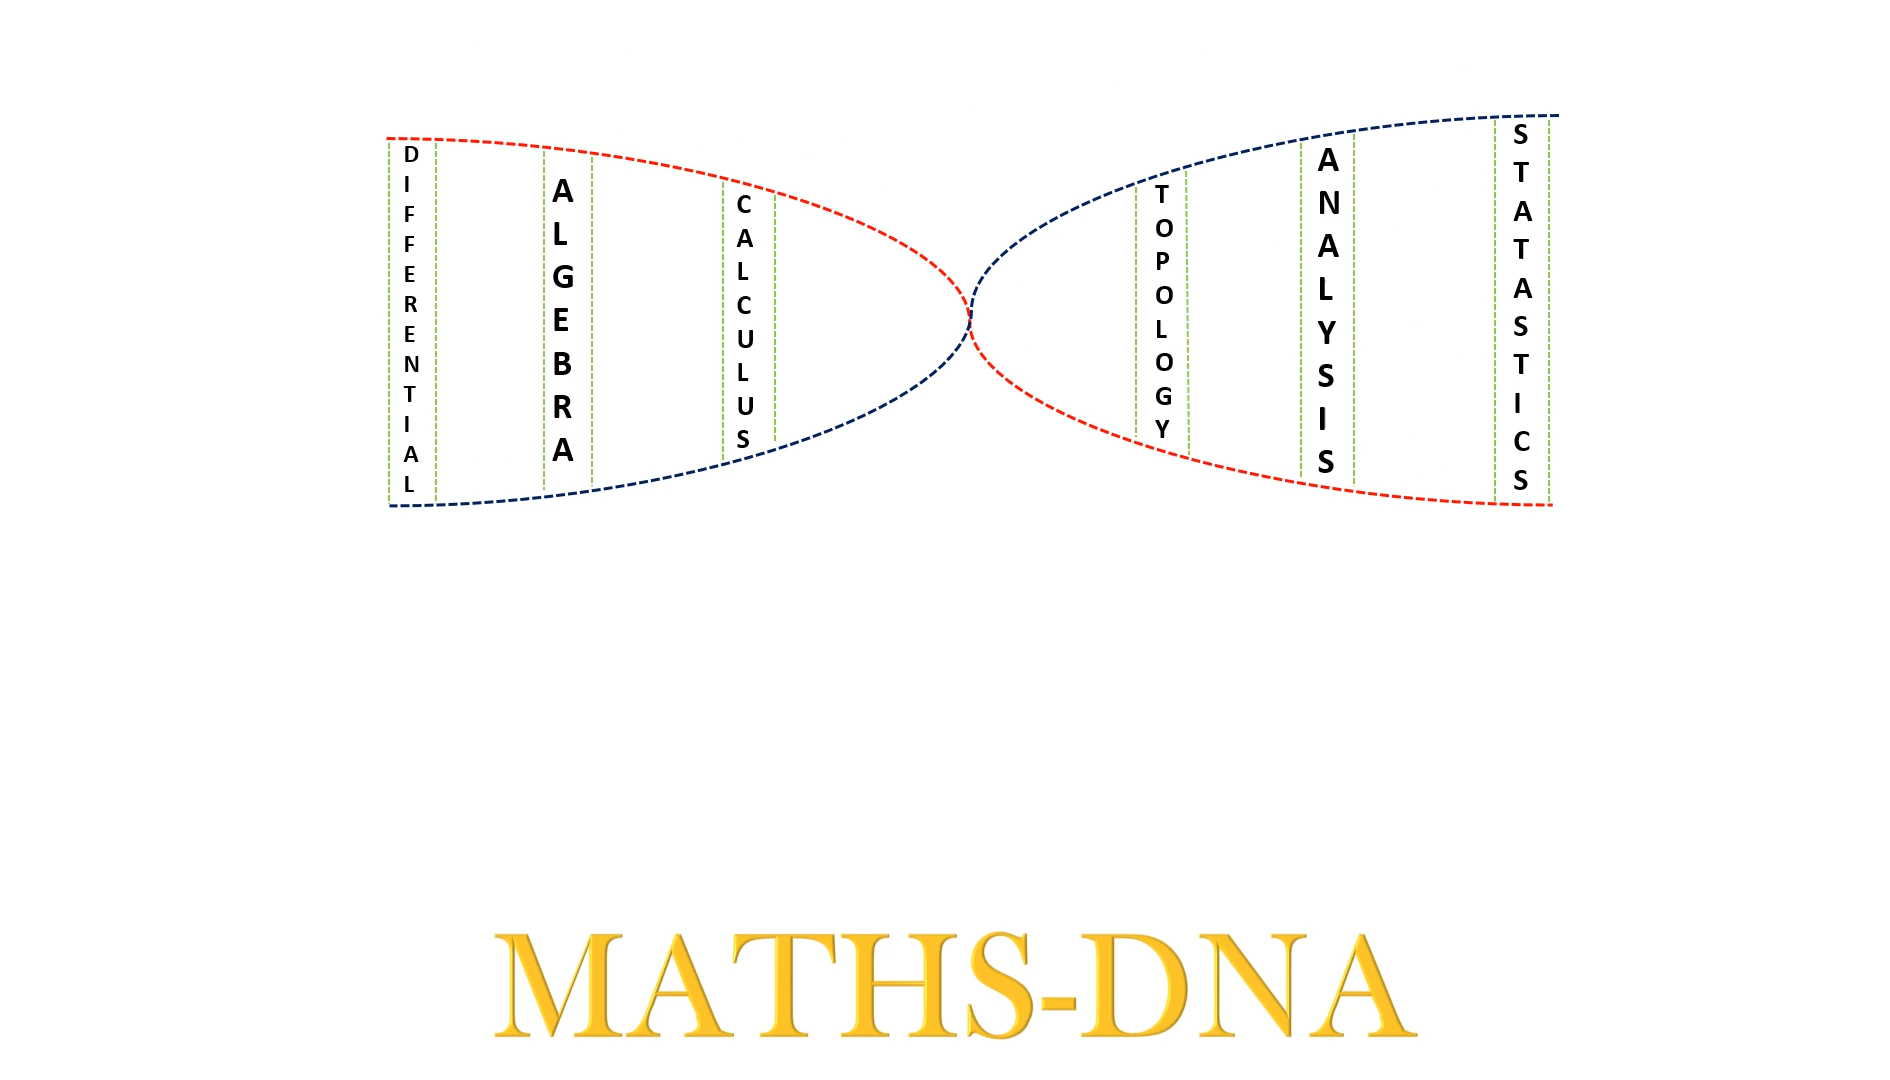 DIFFERENTIAL
ALGEBRA
CALCULUS
TOPOLOGY
ANALYSIS
STATASTICS
MATHS-DNA